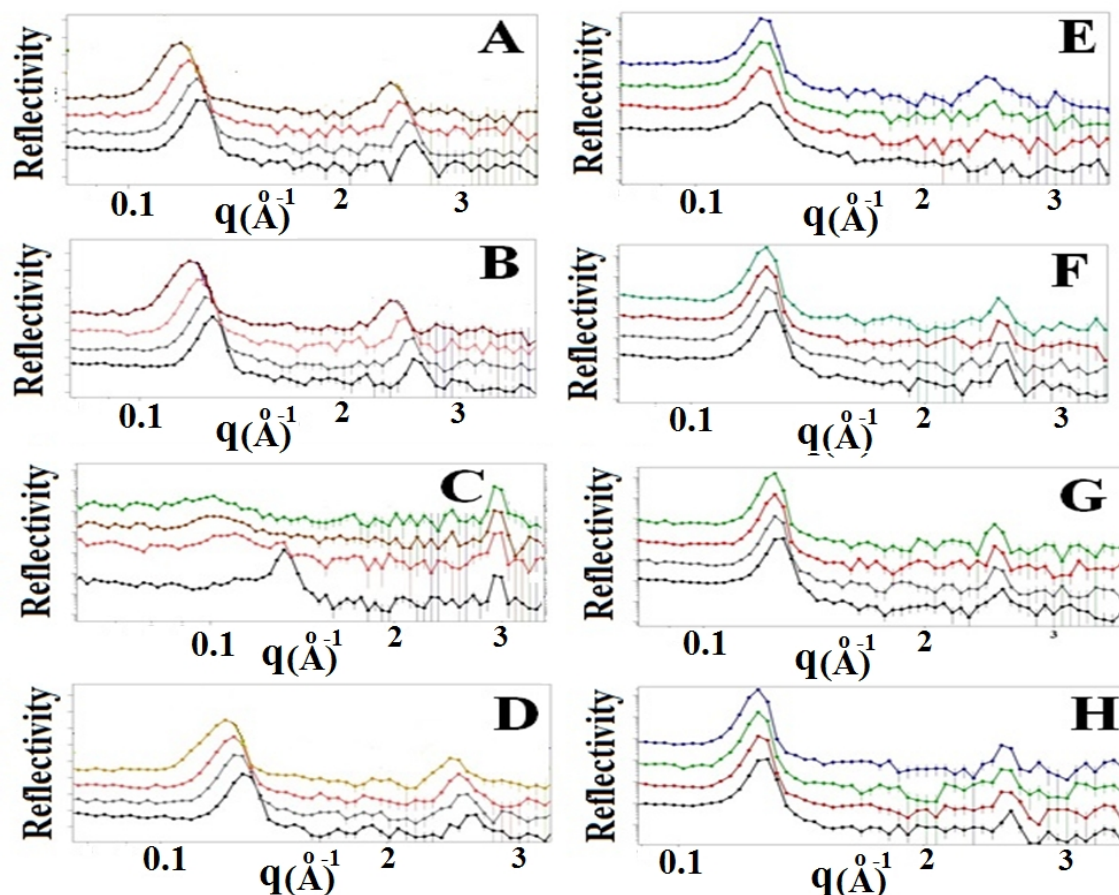 Reflectivity
A
0.1
2
3
q(Å)
o -1
Reflectivity
B
0.1
2
3
q(Å)
o -1
Reflectivity
C
0.1
2
3
q(Å)
o -1
Reflectivity
D
0.1
2
3
q(Å)
o -1
Reflectivity
E
0.1
2
3
q(Å)
o -1
Reflectivity
F
0.1
2
3
q(Å)
o -1
Reflectivity
G
0.1
2
3
q(Å)
o -1
Reflectivity
H
0.1
2
3
q(Å)
o -1